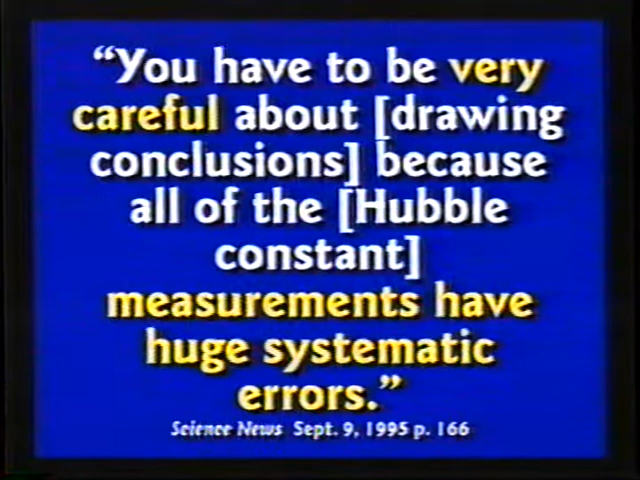 “You have to be very
careful about [drawing
conclusions] because
all of the [Hubble
constant]
measurements have
huge systematic
errors.”
Science News Sept. 9, 1995 p. 166